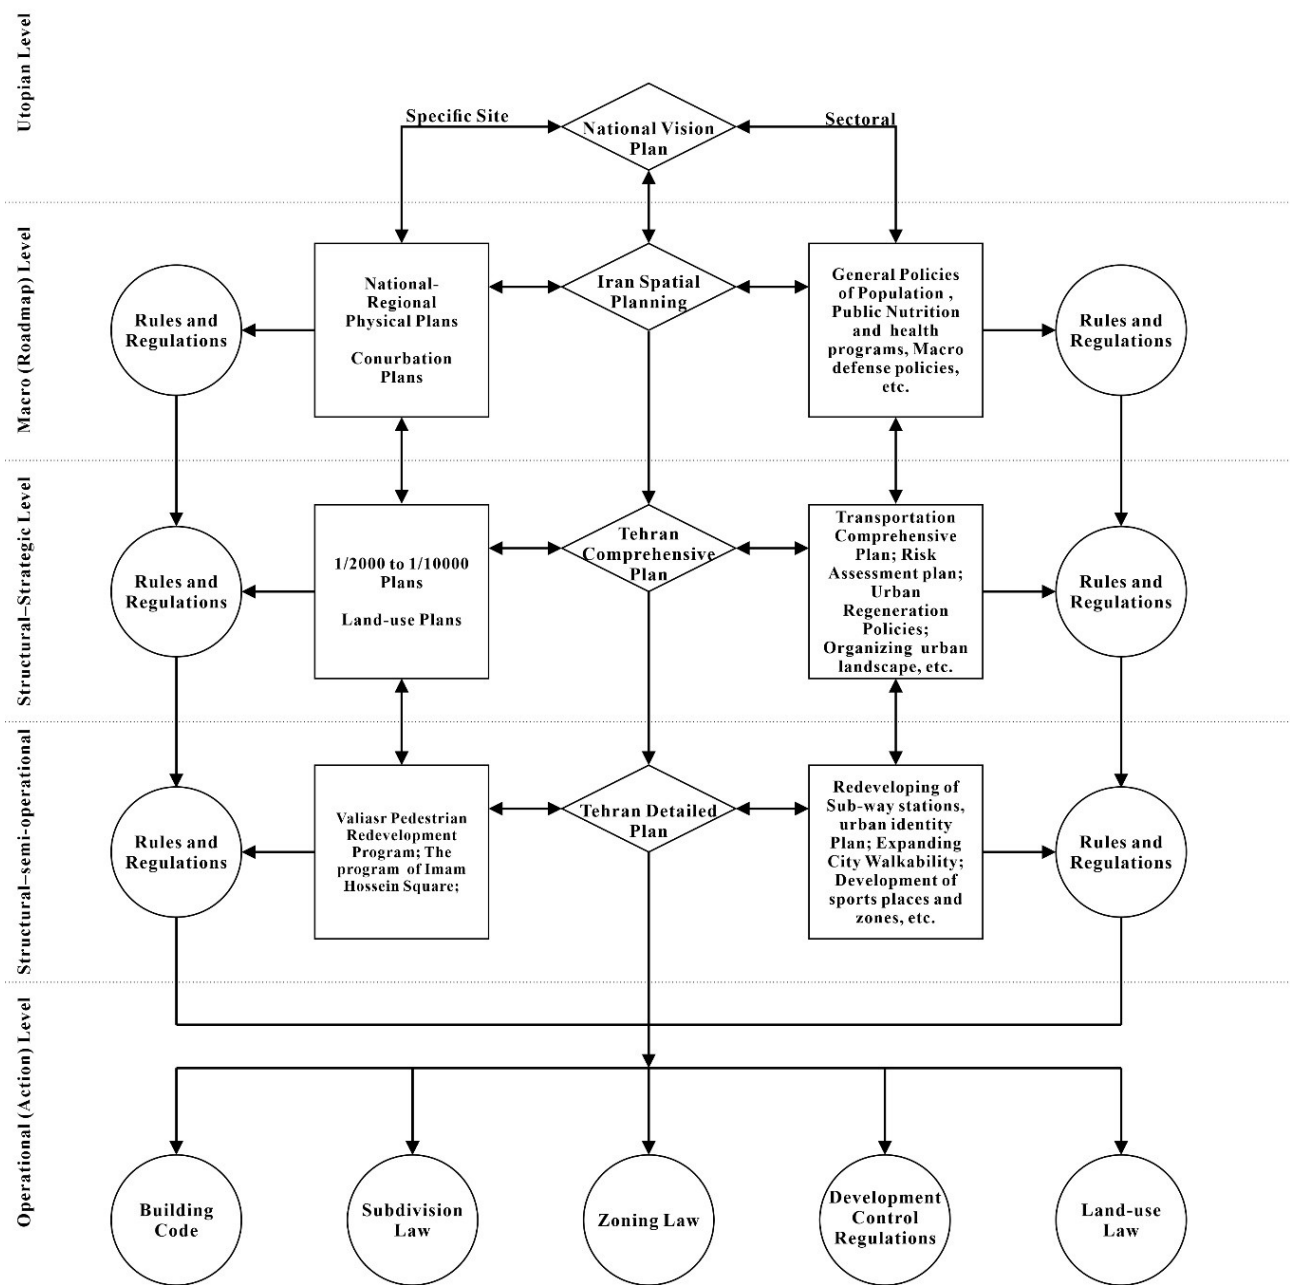 Utopian Level
Specific Site
Sectoral
National Vision
Plan
Macro (Roadmap) Level
Rules and
Regulations
National-
Regional
Physical Plans
Conurbation
Plans
Iran Spatial
Planning
General Policies
of Population ,
Public Nutrition
and health
programs, Macro
defense policies,
etc.
Rules and
Regulations
Structural–Strategic Level
Rules and
Regulations
1/2000 to 1/10000
Plans
Land-use Plans
Tehran
Comprehensive
Plan
Transportation
Comprehensive
Plan; Risk
Assessment plan;
Urban
Regeneration
Policies;
Organizing urban
landscape, etc.
Rules and
Regulations
Structural–semi-operational
Rules and
Regulations
Valiasr Pedestrian
Redevelopment
Program; The
program of Imam
Hossein Square;
Tehran Detailed
Plan
Redeveloping of
Sub-way stations,
urban identity
Plan; Expanding
City Walkability;
Development of
sports places and
zones, etc.
Rules and
Regulations
Operational (Action) Level
Building
Code
Subdivision
Law
Zoning Law
Development
Control
Regulations
Land-use
Law